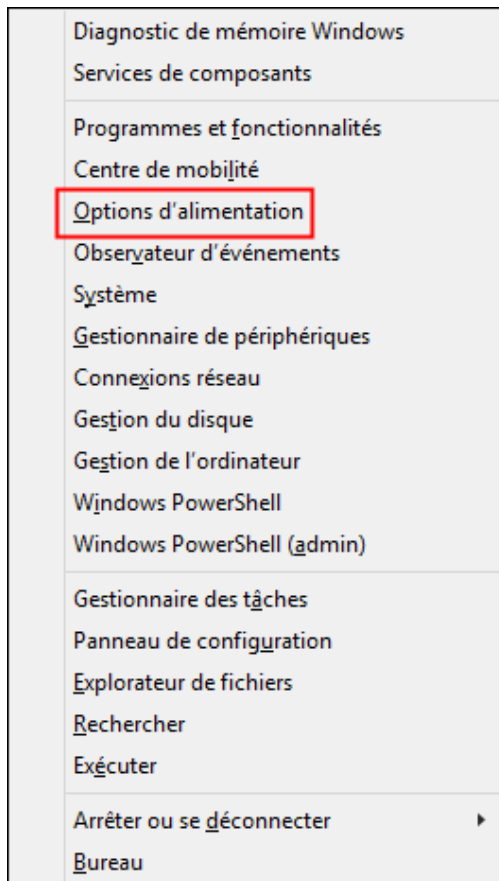 Diagnostic de mémoire Windows
Services de composants
Programmes et fonctionnalités
Centre de mobilité
Options d'alimentation
Observateur d'événements
Système
Gestionnaire de périphériques
Connexions réseau
Gestion du disque
Gestion de l'ordinateur
Windows PowerShell
Windows PowerShell (admin)
Gestionnaire des tâches
Panneau de configuration
Explorateur de fichiers
Rechercher
Exécuter
Arrêter ou se déconnecter
Bureau